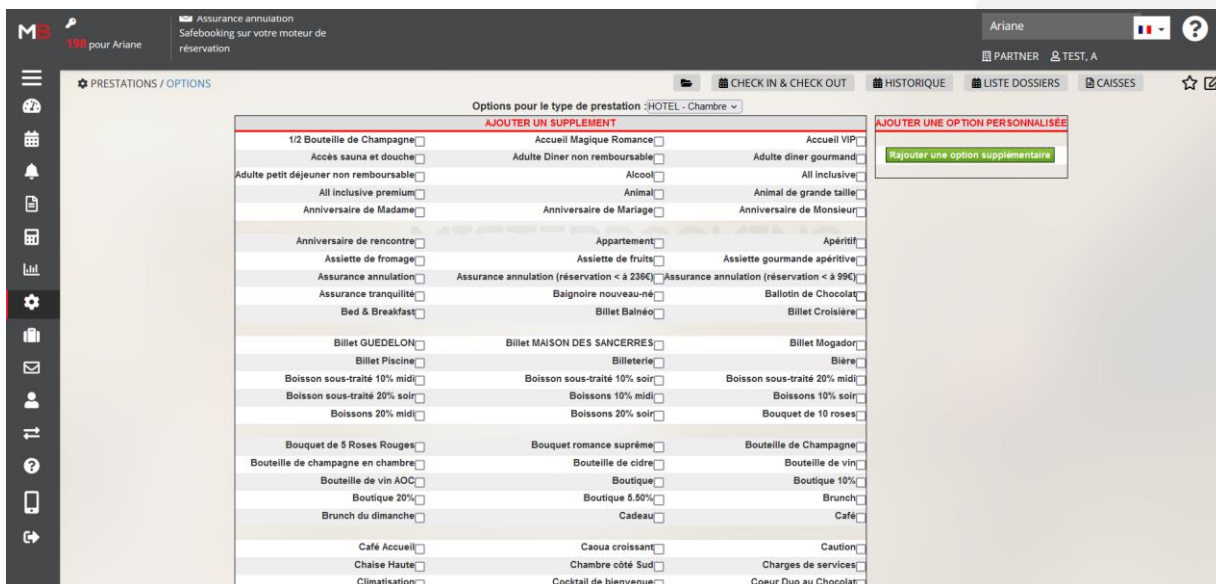 MB
198 pour Ariane
Assurance annulation
Safebooking sur votre moteur de
réservation
Ariane
PARTNER TEST, A
PRESTATIONS / OPTIONS
CHECK IN & CHECK OUT HISTORIQUE LISTE DOSSIERS CAISSES
Options pour le type de prestation :HOTEL - Chambre
AJOUTER UN SUPPLEMENT
AJOUTER UNE OPTION PERSONNALISÉE
Rajouter une option supplémentaire
1/2 Bouteille de Champagne Accueil Magique Romance Accueil VIP
Accès sauna et douche Adulte Diner non remboursable Adulte diner gourmand
Adulte petit déjeuner non remboursable Alcool All inclusive
All inclusive premium Animal Animal de grande taille
Anniversaire de Madame Anniversaire de Mariage Anniversaire de Monsieur
Anniversaire de rencontre Appartement Apéritif
Assiette de fromage Assiette de fruits Assiette gourmande apéritive
Assurance annulation Assurance annulation (réservation < à 236€) Assurance annulation (réservation < à 99€)
Assurance tranquilité Baignoire nouveau-né Ballotin de Chocolat
Bed & Breakfast Billet Balnéo Billet Croisière
Billet GUEDELON Billet MAISON DES SANCERRES Billet Mogador
Billet Piscine Billeterie Bière
Boisson sous-traité 10% midi Boisson sous-traité 10% soir Boisson sous-traité 20% midi
Boisson sous-traité 20% soir Boissons 10% midi Boissons 10% soir
Boissons 20% midi Boissons 20% soir Bouquet de 10 roses
Bouquet de 5 Roses Rouges Bouquet romance suprême Bouteille de Champagne
Bouteille de champagne en chambre Bouteille de cidre Bouteille de vin
Bouteille de vin AOC Boutique Boutique 10%
Boutique 20% Boutique 5.50% Brunch
Brunch du dimanche Cadeau Café
Café Accueil Caoua croissant Caution
Chaise Haute Chambre côté Sud Charges de services
Climatisation Cocktail de bienvenue Coeur Duo au Chocolat